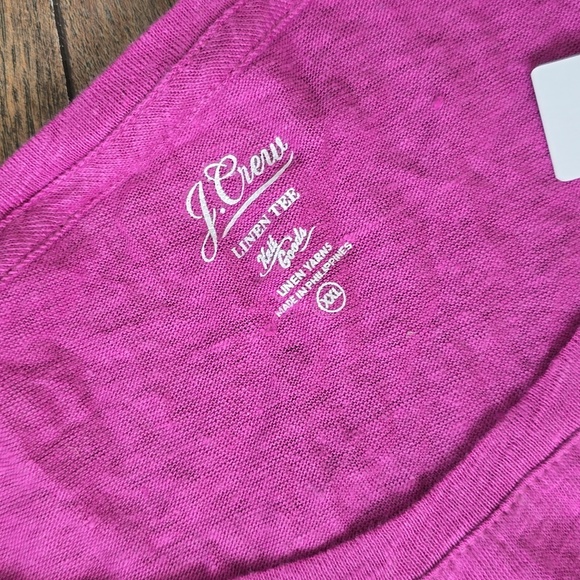 J.Crew
LINEN TEE
Knit
Goods
LINEN YARNS
MADE IN PHILIPPINES
XXL